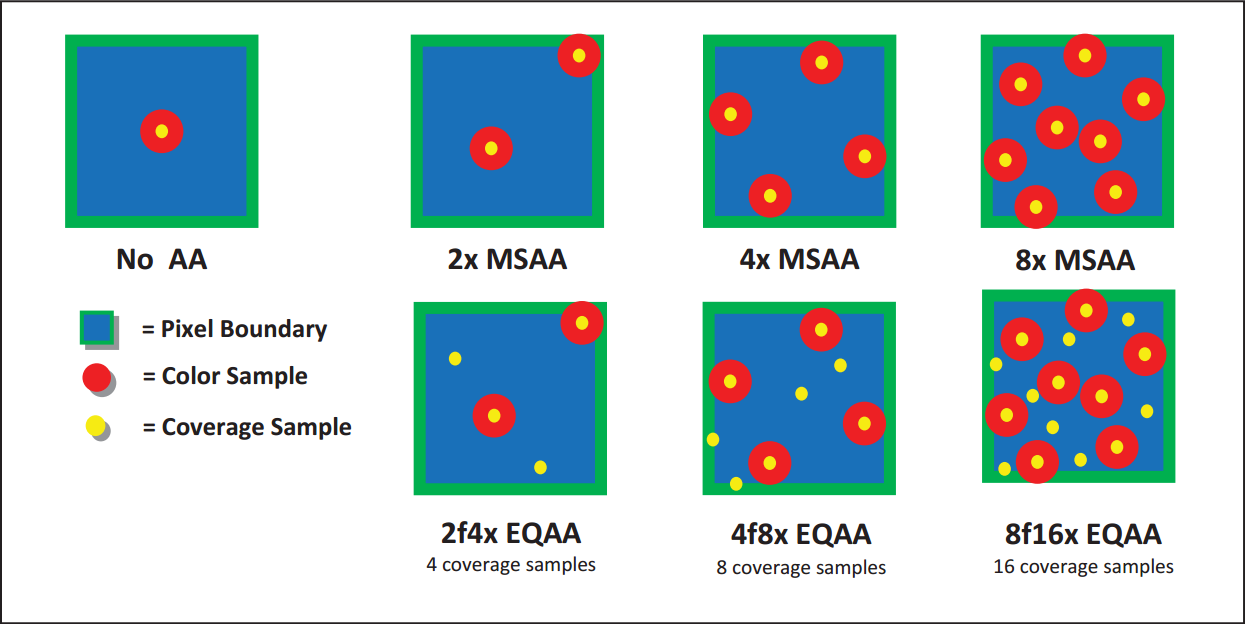 No AA
2x MSAA
4x MSAA
8x MSAA
= Pixel Boundary
= Color Sample
= Coverage Sample
2f4x EQAA
4 coverage samples
4f8x EQAA
8 coverage samples
8f16x EQAA
16 coverage samples